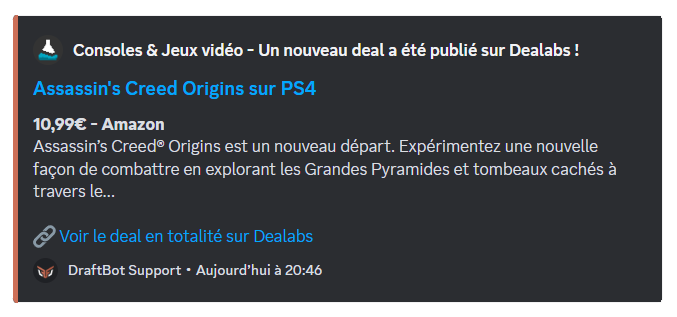 Consoles & Jeux vidéo - Un nouveau deal a été publié sur Dealabs !
Assassin's Creed Origins sur PS4
10,99€ - Amazon
Assassin’s Creed® Origins est un nouveau départ. Expérimentez une nouvelle
façon de combattre en explorant les Grandes Pyramides et tombeaux cachés à
travers le...
Voir le deal en totalité sur Dealabs
DraftBot Support • Aujourd’hui à 20:46